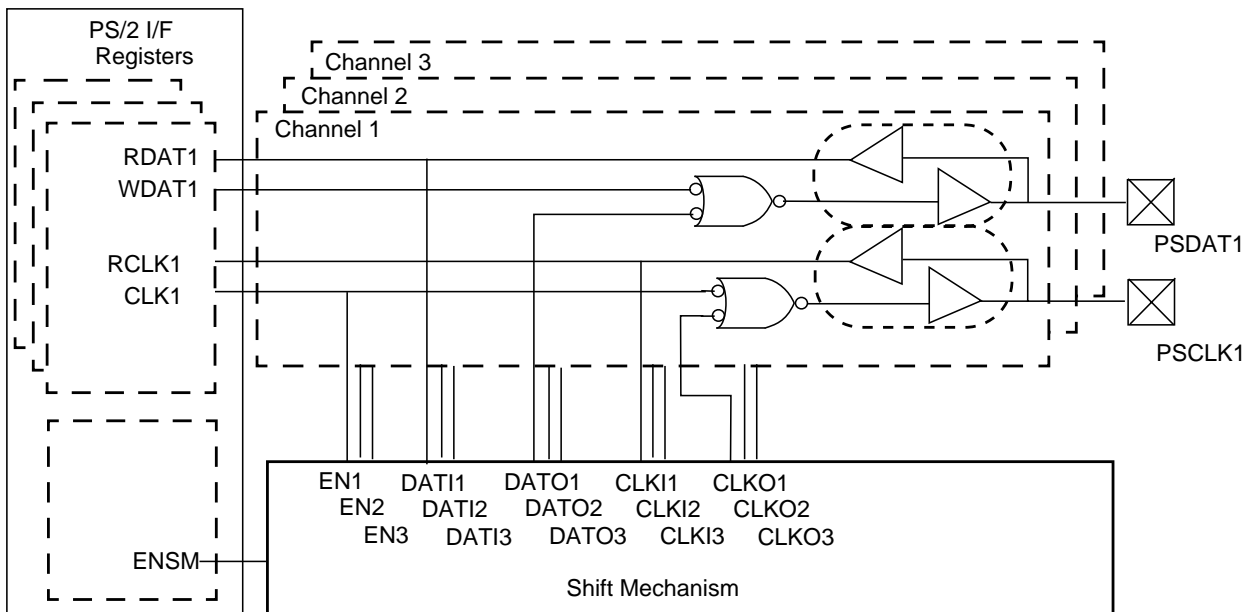 PS/2 I/F
Registers
Channel 3
Channel 2
Channel 1
RDAT1
WDAT1
RCLK1
CLK1
PSDAT1
PSCLK1
EN1
EN2
EN3
DATI1
DATI2
DATI3
DATO1
DATO2
DATO3
CLKI1
CLKI2
CLKI3
CLKO1
CLKO2
CLKO3
ENSM
Shift Mechanism